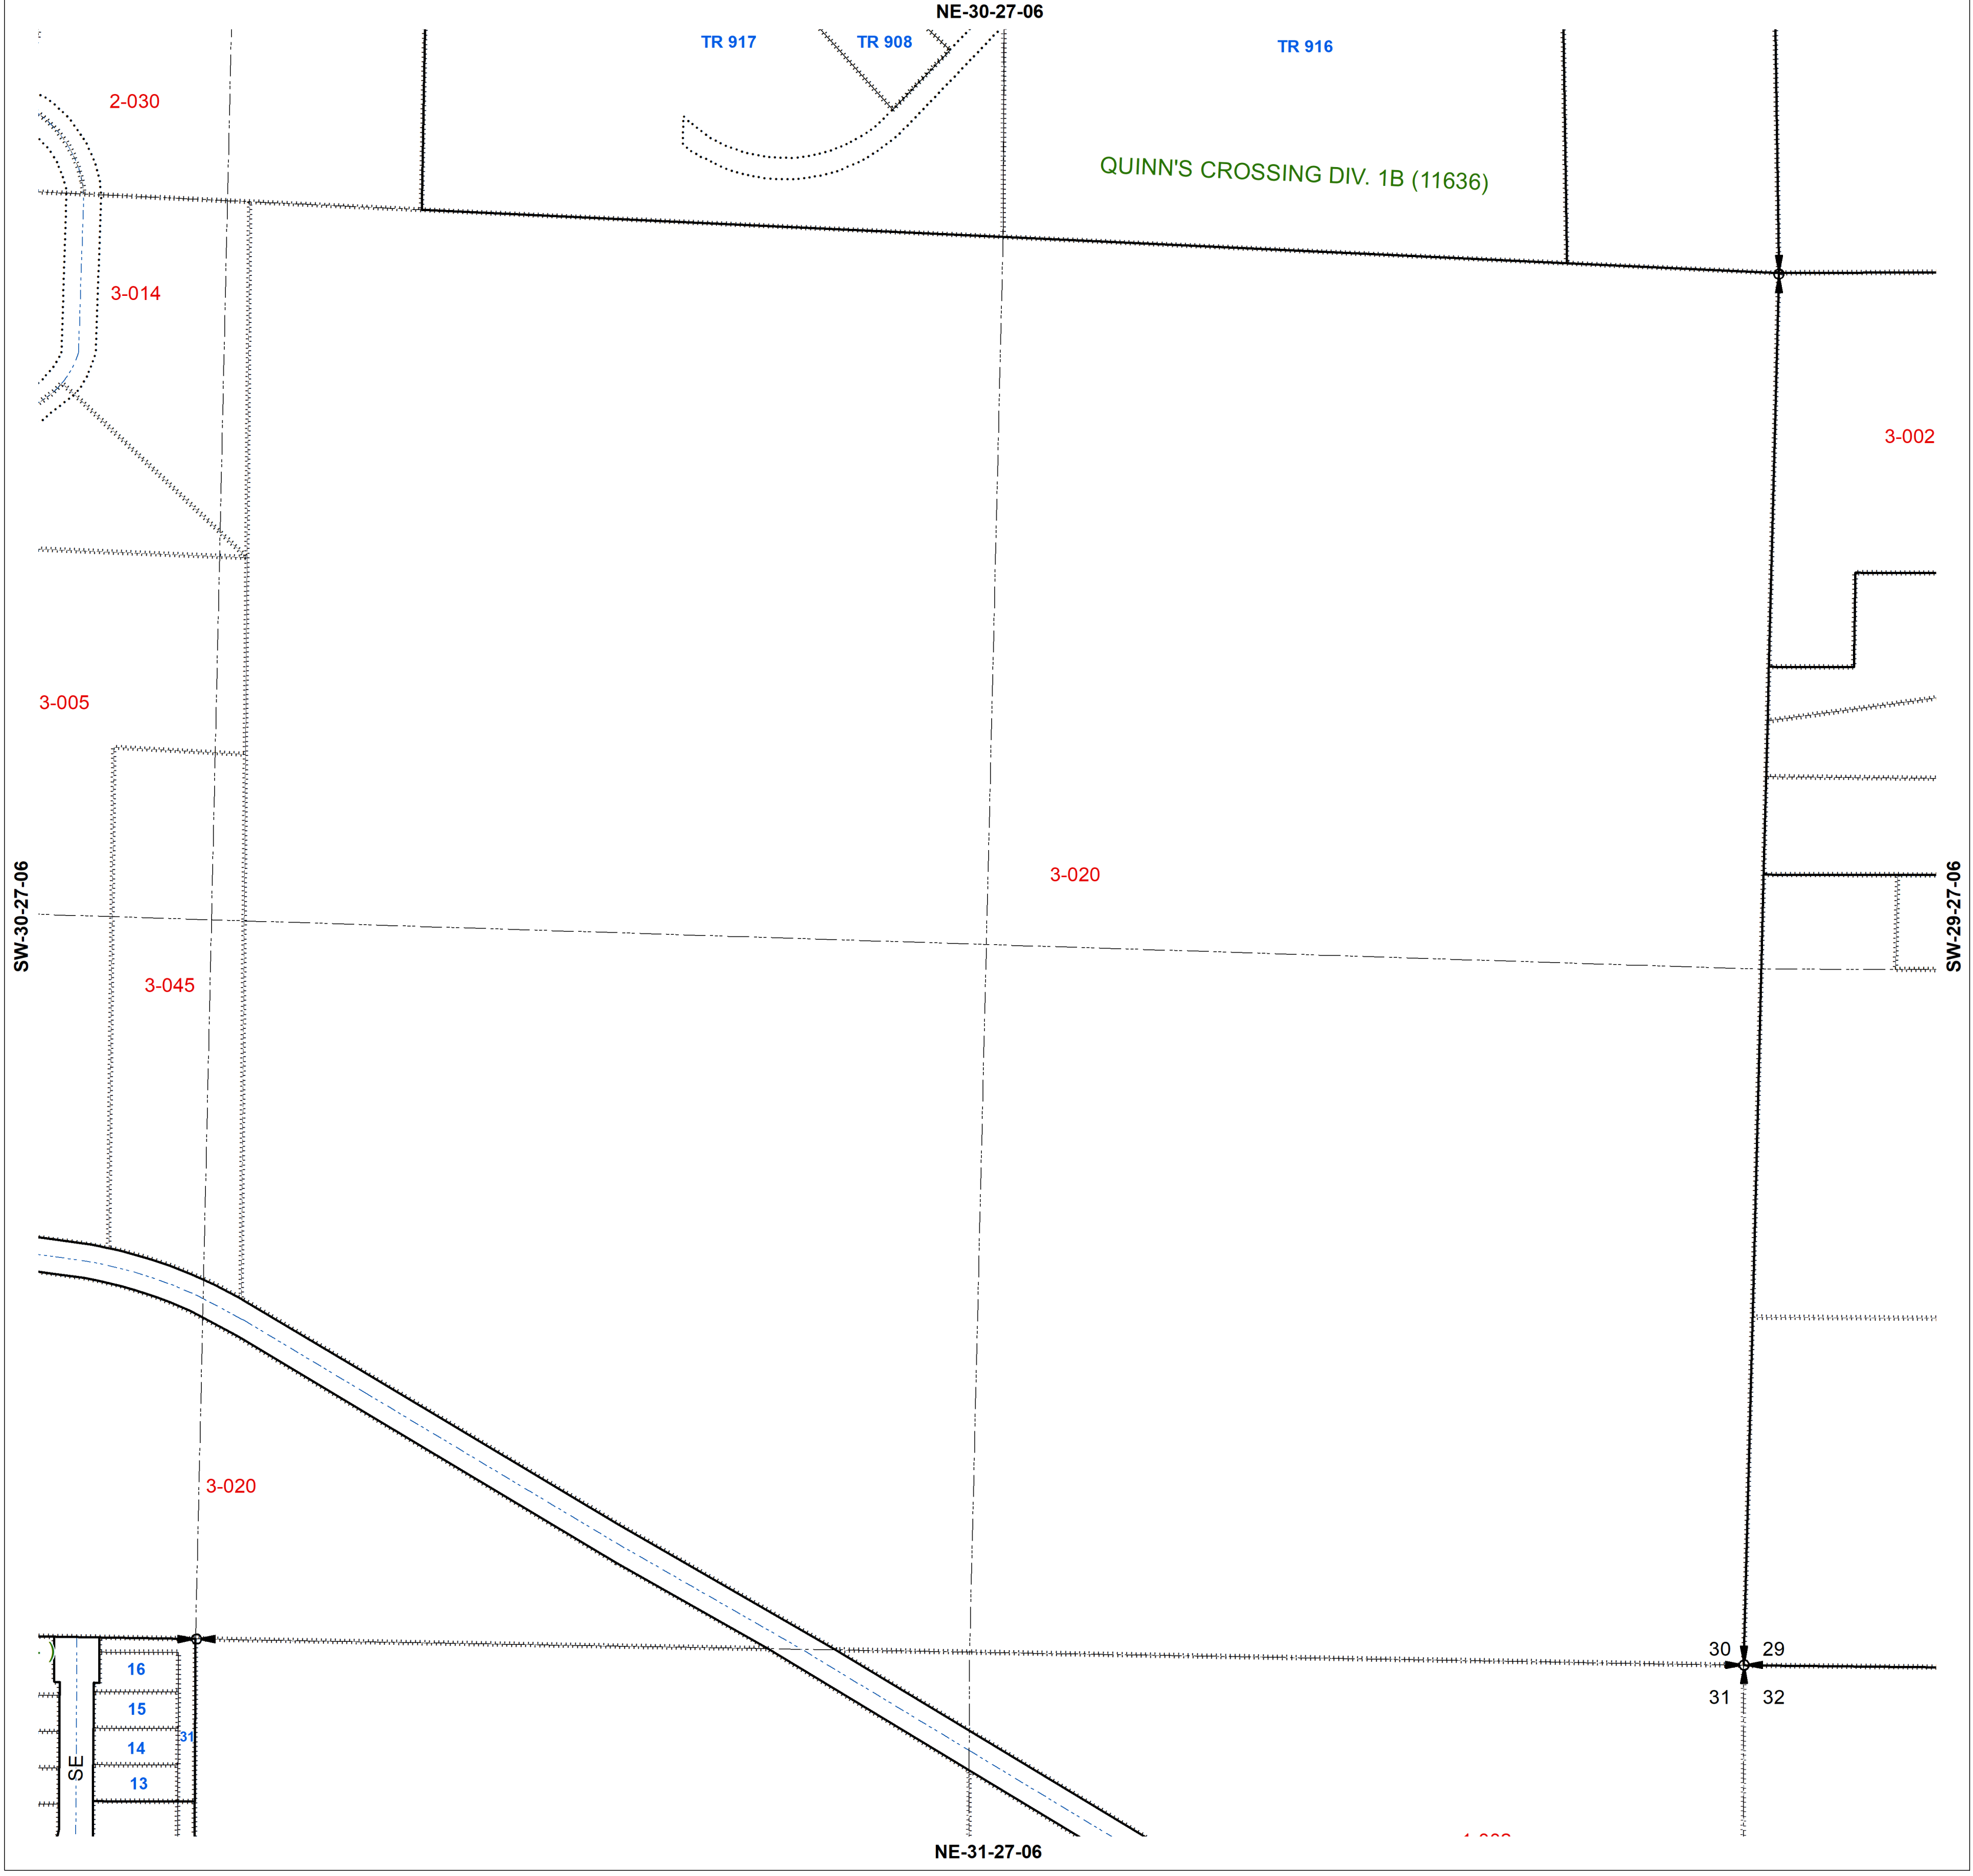 NE-30-27-06
TR 917
TR 908
TR 916
2-030
QUINN'S CROSSING DIV. 1B (11636)
3-014
3-002
3-005
SW-30-27-06
3-020
SW-29-27-06
3-045
3-020
30
29
31
32
16
15
31
14
SE
13
NE-31-27-06